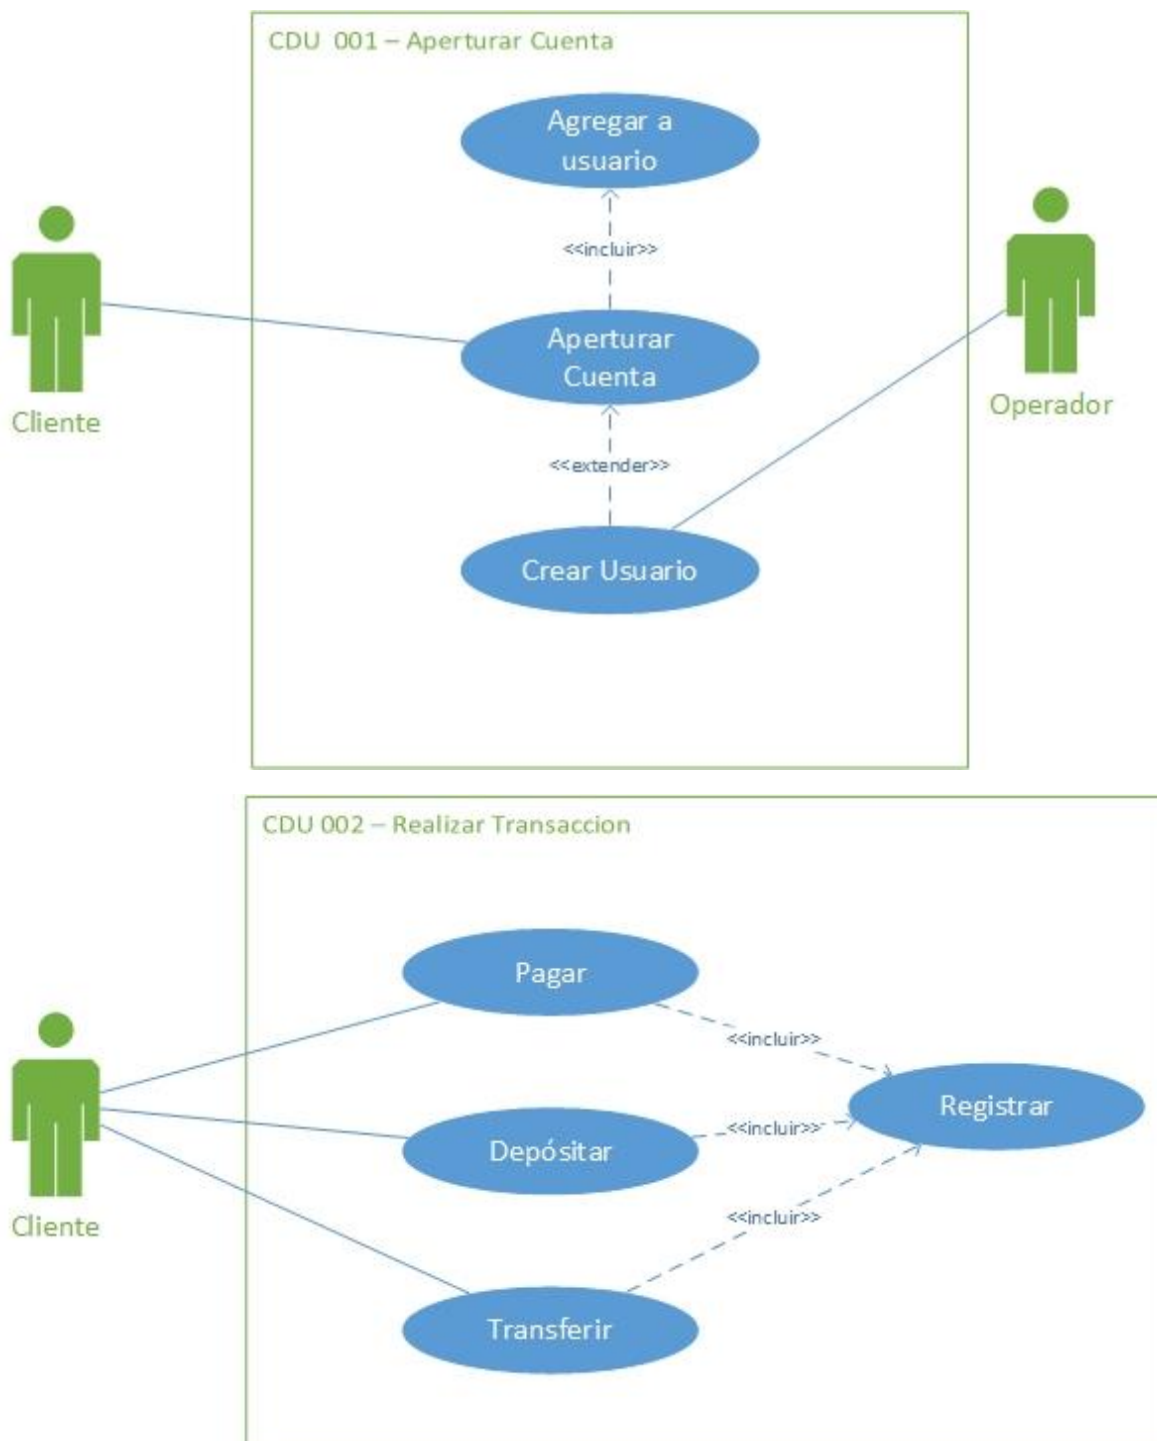 CDU 001 – Aperturar Cuenta
Agregar a
usuario
<<incluir>>
Aperturar
Cuenta
Cliente
Operador
<<extender>>
Crear Usuario
CDU 002 – Realizar Transaccion
Pagar
<<incluir>>
Registrar
Depósitar
<<incluir>>
<<incluir>>
Cliente
Transferir